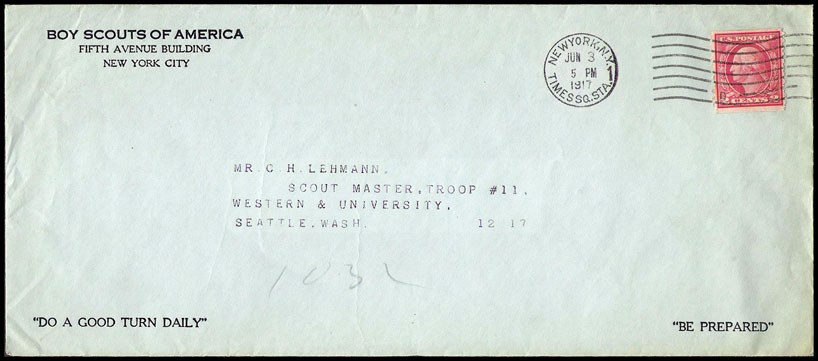 BOY SCOUTS OF AMERICA
FIFTH AVENUE BUILDING
NEW YORK CITY
NEW YORK, N.Y. 1
JUN 3
5 PM
1917
TIMES SQ. STA.
U.S. POSTAGE
2 CENTS 2
MR. C. H. LEHMANN,
SCOUT MASTER, TROOP #11,
WESTERN & UNIVERSITY,
SEATTLE, WASH. 12 17
1032
"DO A GOOD TURN DAILY"
"BE PREPARED"